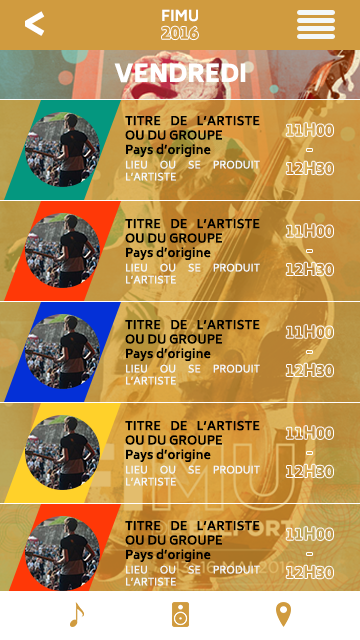 FIMU
2016
VENDREDI
TITRE DE L'ARTISTE
OU DU GROUPE
Pays d'origine
LIEU OU SE PRODUIT
L'ARTISTE
11H00
-
12H30
TITRE DE L'ARTISTE
OU DU GROUPE
Pays d'origine
LIEU OU SE PRODUIT
L'ARTISTE
11H00
-
12H30
TITRE DE L'ARTISTE
OU DU GROUPE
Pays d'origine
LIEU OU SE PRODUIT
L'ARTISTE
11H00
-
12H30
TITRE DE L'ARTISTE
OU DU GROUPE
Pays d'origine
LIEU OU SE PRODUIT
L'ARTISTE
11H00
-
12H30
FIMU
TITRE DE L'ARTISTE
OU DU GROUPE
Pays d'origine
LIEU OU SE PRODUIT
L'ARTISTE
11H00
-
12H30